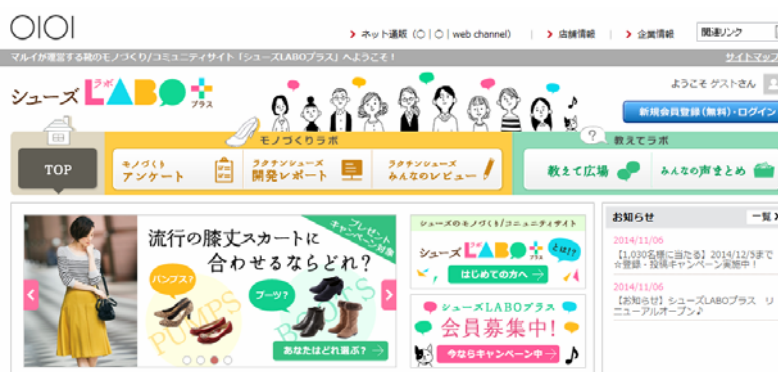 OIOI
ネット通販（○｜○｜web channel）
店舗情報
企業情報
関連リンク
マルイが運営する靴のモノづくり/コミュニティサイト「シューズLABOプラス」へようこそ！
サイトマップ
シューズ LABO ラボ プラス
ようこそ ゲストさん
新規会員登録(無料)・ログイン
モノづくりラボ
教えてラボ
TOP
モノづくり
アンケート
ラクチンシューズ
開発レポート
ラクチンシューズ
みんなのレビュー
教えて広場
みんなの声まとめ
プレゼント
キャンペーン対象
流行の膝丈スカートに
合わせるならどれ？
パンプス?
ブーツ?
PUMPS
BOOTS
あなたはどれ選ぶ？
シューズのモノづくり/コミュニティサイト
シューズ LABO プラス とは!?
はじめての方へ
シューズLABOプラス
会員募集中!
今ならキャンペーン中
お知らせ
一覧
2014/11/06
【1,030名様に当たる】2014/12/5まで
☆登録・投稿キャンペーン実施中！
2014/11/06
【お知らせ】シューズLABOプラス リ
ニューアルオープン♪